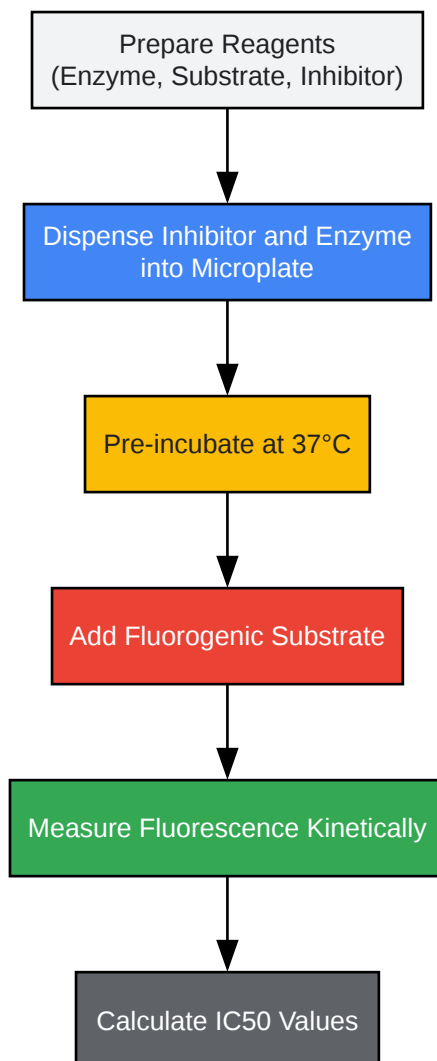 Prepare Reagents
(Enzyme, Substrate, Inhibitor)
Dispense Inhibitor and Enzyme
into Microplate
Pre-incubate at 37°C
Add Fluorogenic Substrate
Measure Fluorescence Kinetically
Calculate IC50 Values